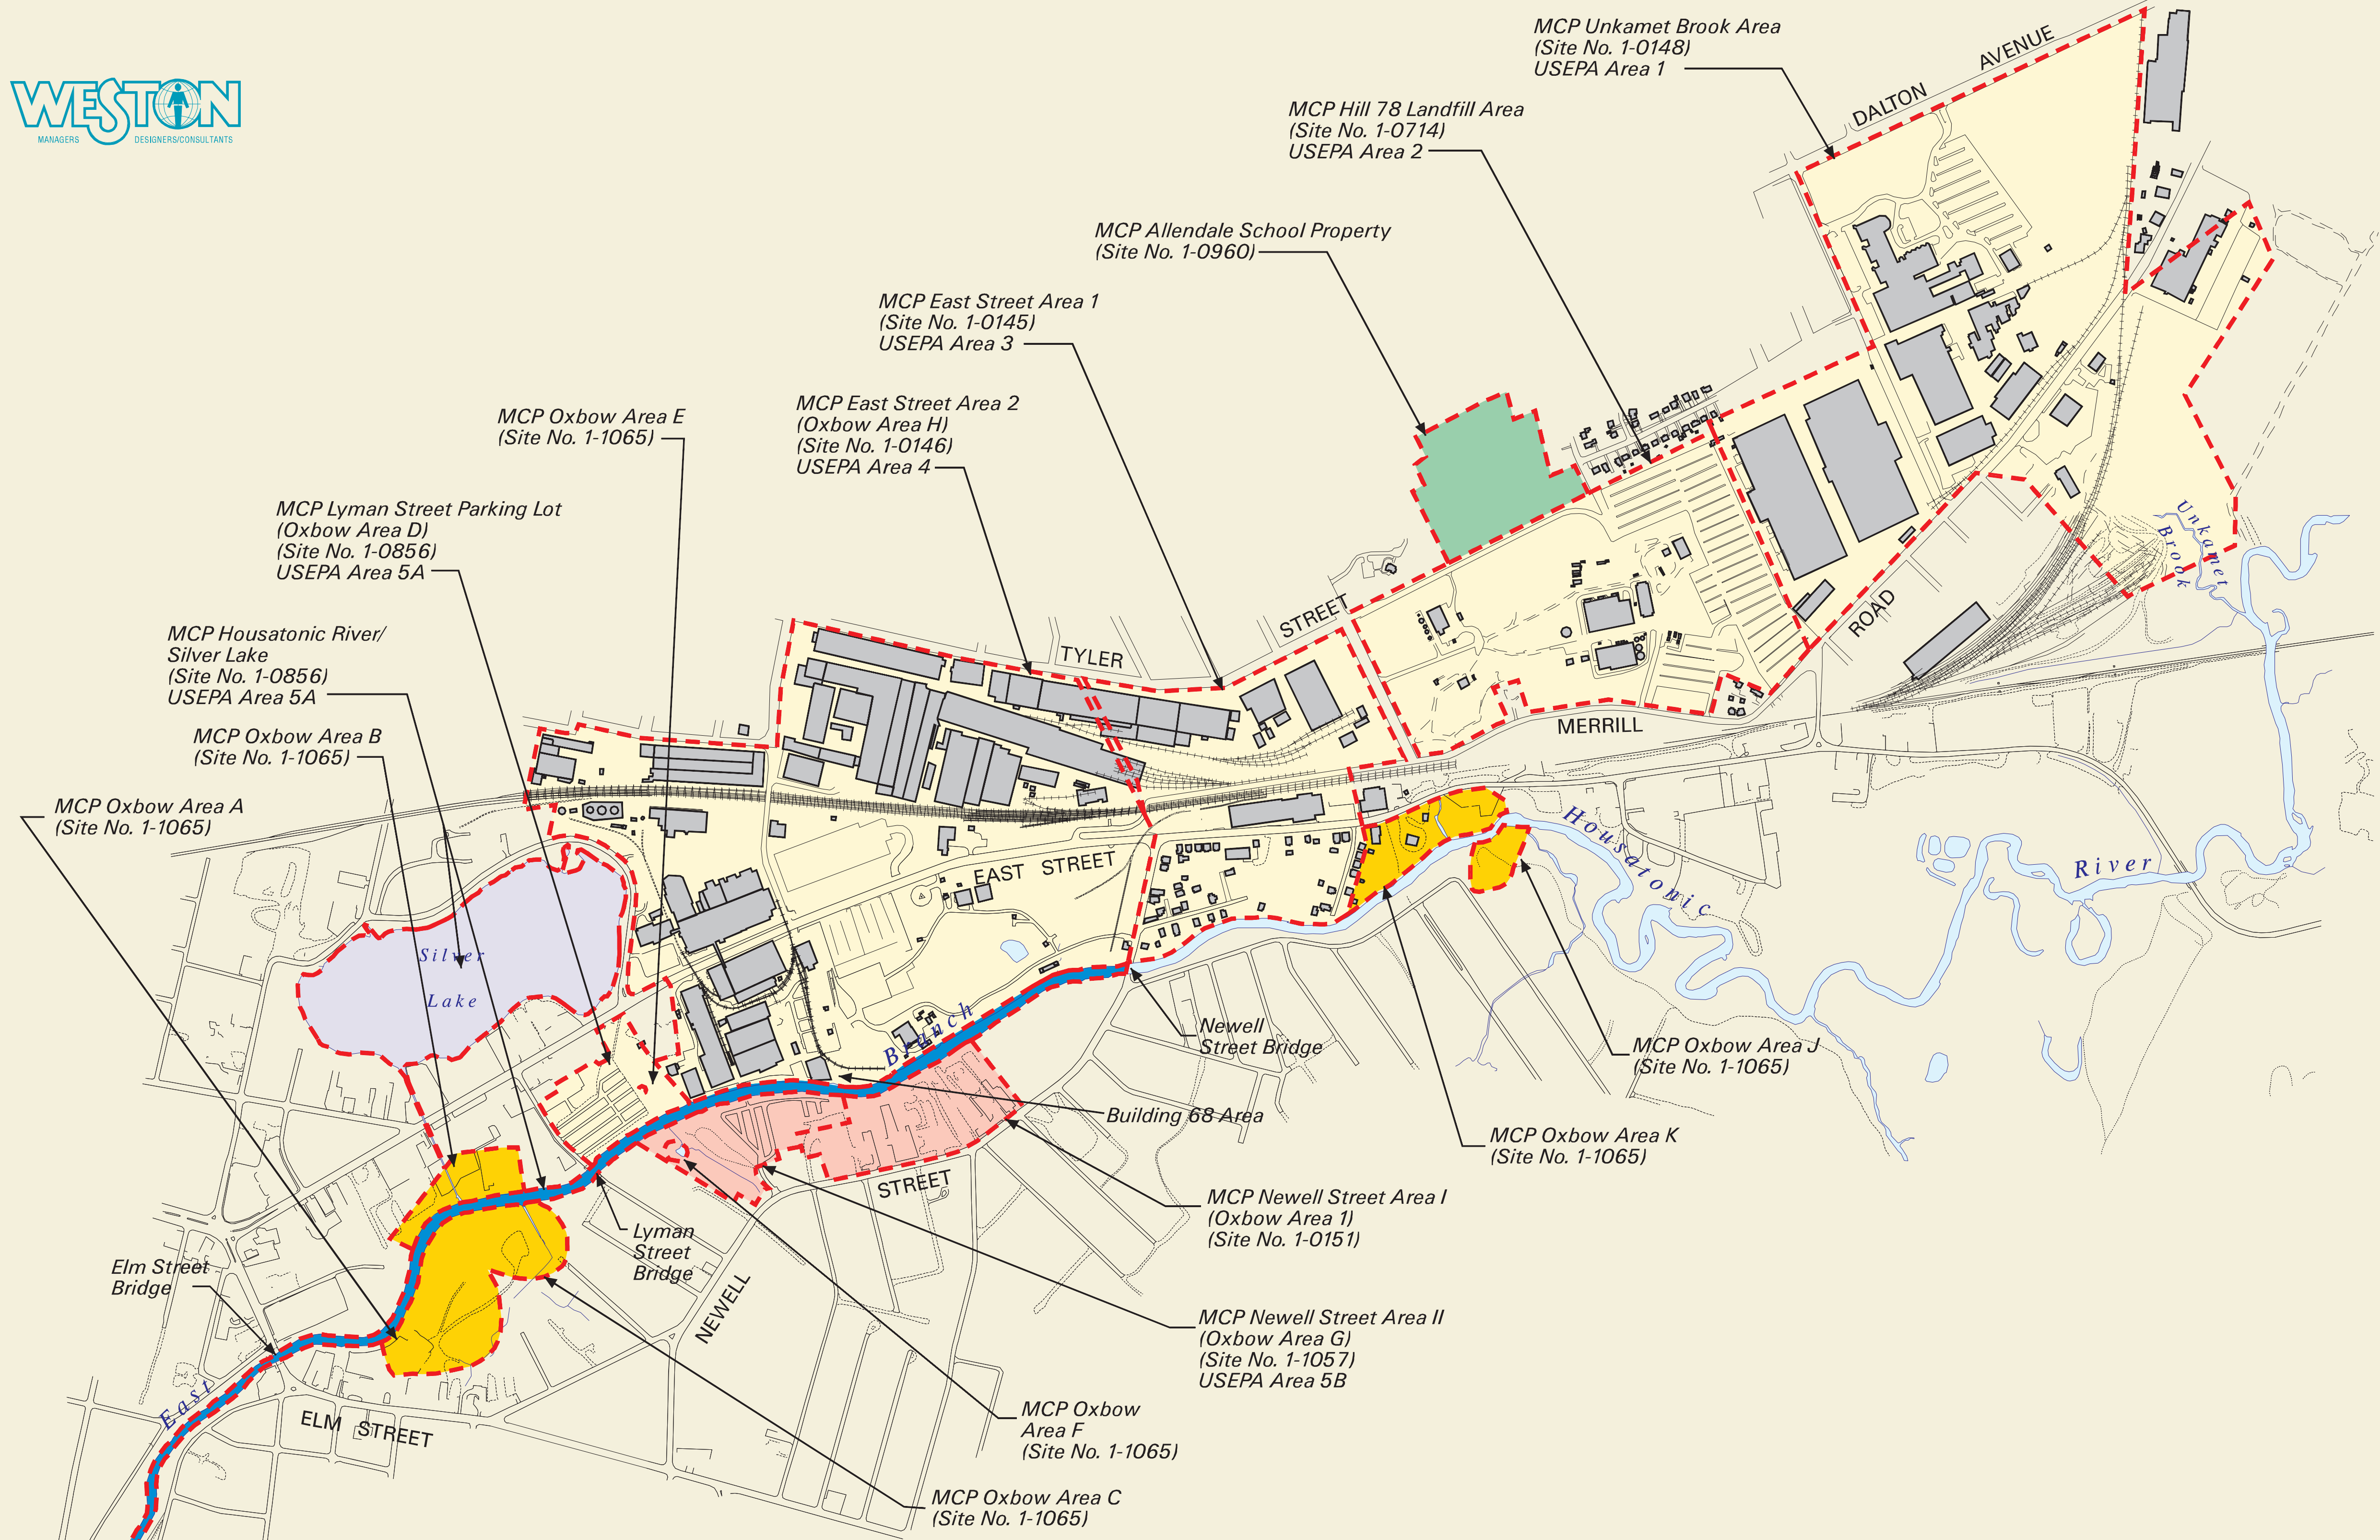 WESTON
MANAGERS DESIGNERS/CONSULTANTS
MCP Unkamet Brook Area
(Site No. 1-0148)
USEPA Area 1
DALTON AVENUE
MCP Hill 78 Landfill Area
(Site No. 1-0714)
USEPA Area 2
MCP Allendale School Property
(Site No. 1-0960)
MCP East Street Area 1
(Site No. 1-0145)
USEPA Area 3
MCP East Street Area 2
(Oxbow Area H)
(Site No. 1-0146)
USEPA Area 4
MCP Oxbow Area E
(Site No. 1-1065)
MCP Lyman Street Parking Lot
(Oxbow Area D)
(Site No. 1-0856)
USEPA Area 5A
MCP Housatonic River/
Silver Lake
(Site No. 1-0856)
USEPA Area 5A
MCP Oxbow Area B
(Site No. 1-1065)
MCP Oxbow Area A
(Site No. 1-1065)
TYLER STREET
MERRILL ROAD
Unkamet
Brook
EAST STREET
Housatonic River
Silver
Lake
East Branch
Newell
Street Bridge
MCP Oxbow Area J
(Site No. 1-1065)
Building 68 Area
MCP Oxbow Area K
(Site No. 1-1065)
NEWELL STREET
MCP Newell Street Area I
(Oxbow Area 1)
(Site No. 1-0151)
Lyman
Street
Bridge
Elm Street
Bridge
MCP Newell Street Area II
(Oxbow Area G)
(Site No. 1-1057)
USEPA Area 5B
ELM STREET
MCP Oxbow
Area F
(Site No. 1-1065)
MCP Oxbow Area C
(Site No. 1-1065)